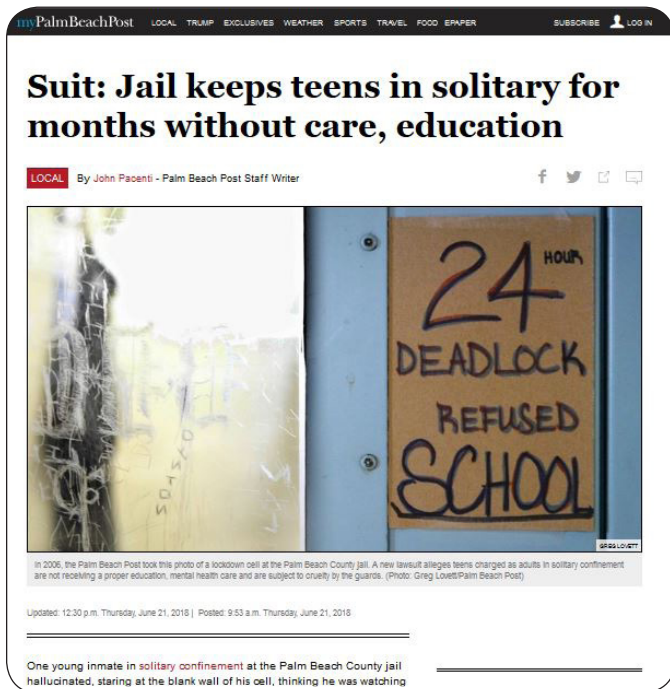 myPalmBeachPost LOCAL TRUMP EXCLUSIVES WEATHER SPORTS TRAVEL FOOD EPAPER SUBSCRIBE LOG IN
Suit: Jail keeps teens in solitary for
months without care, education
LOCAL By John Pacenti - Palm Beach Post Staff Writer
24 HOUR
DEADLOCK
REFUSED
SCHOOL
GREG LOVETT
In 2006, the Palm Beach Post took this photo of a lockdown cell at the Palm Beach County jail. A new lawsuit alleges teens charged as adults in solitary confinement
are not receiving a proper education, mental health care and are subject to cruelty by the guards. (Photo: Greg Lovett/Palm Beach Post)
Updated: 12:30 p.m. Thursday, June 21, 2018 | Posted: 9:53 a.m. Thursday, June 21, 2018
One young inmate in solitary confinement at the Palm Beach County jail
hallucinated, staring at the blank wall of his cell, thinking he was watching